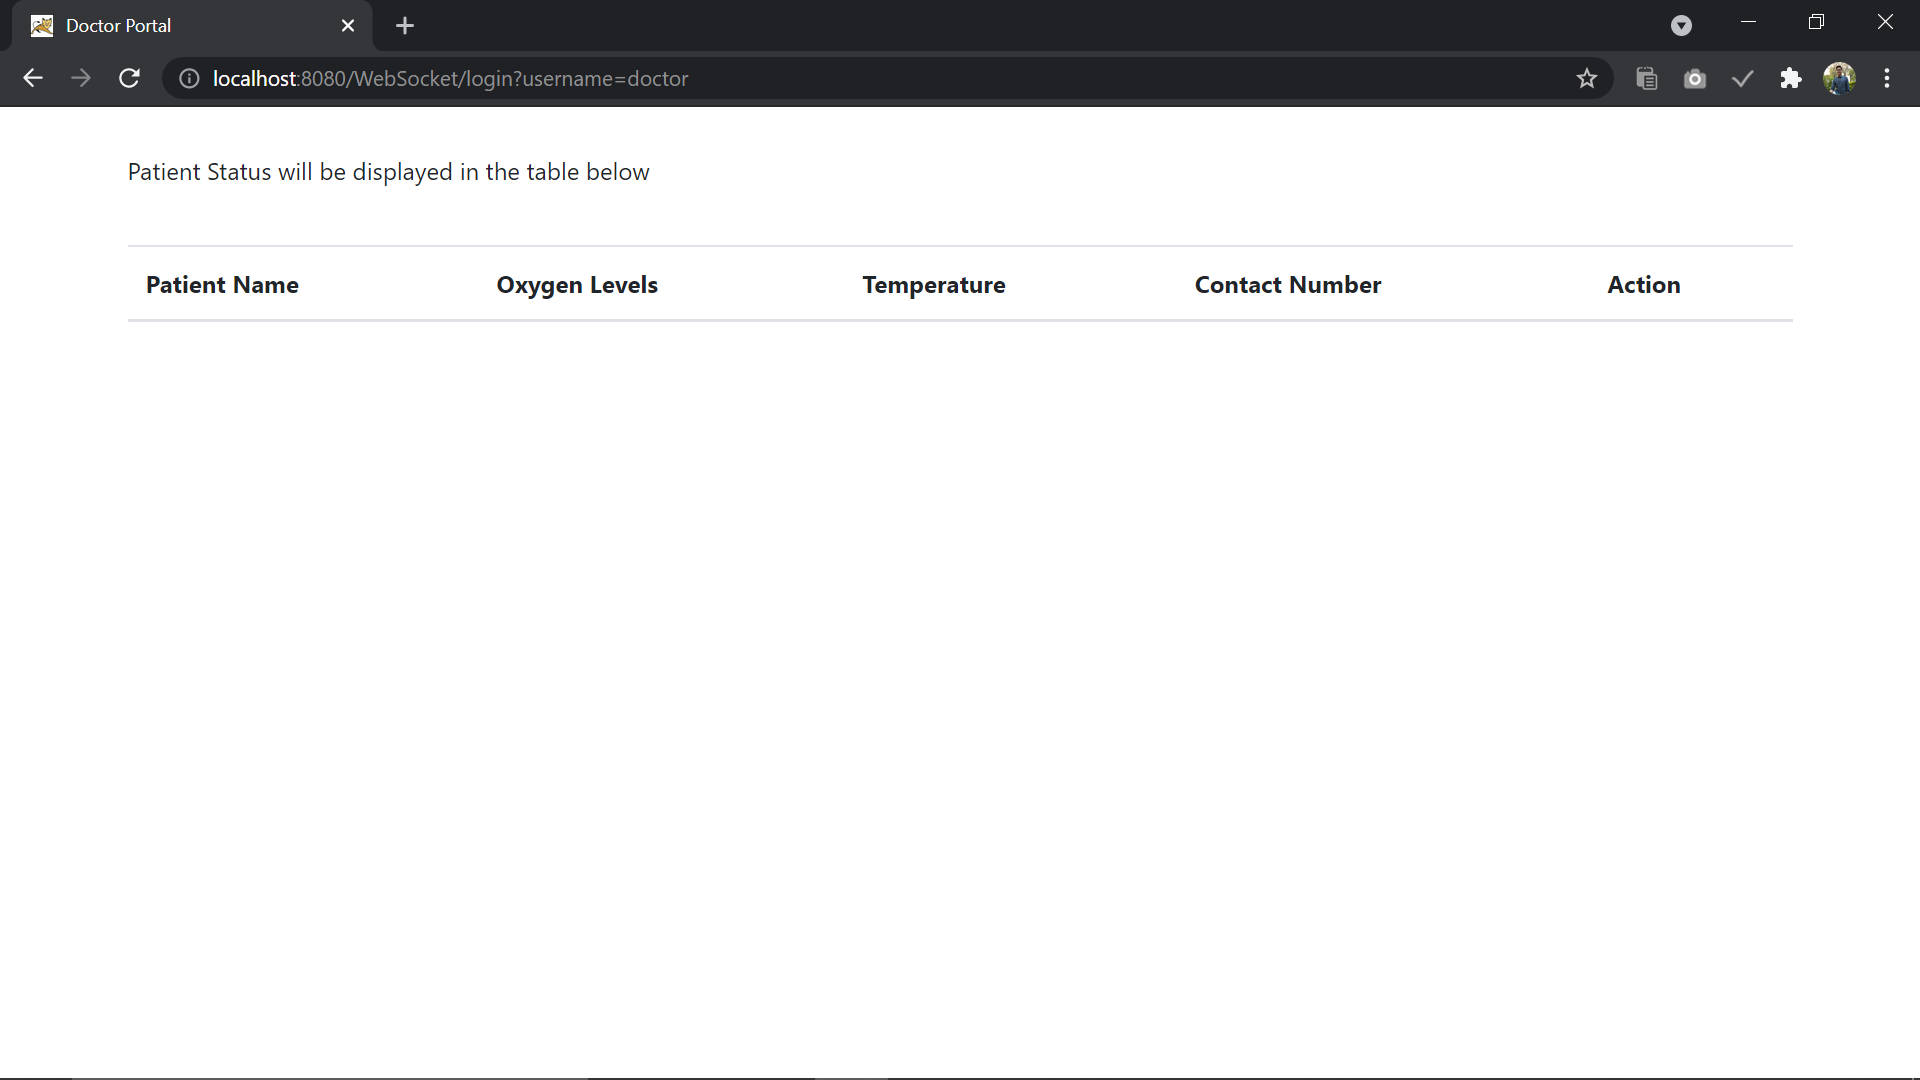 Doctor Portal
localhost:8080/WebSocket/login?username=doctor
Patient Status will be displayed in the table below
Patient Name Oxygen Levels Temperature Contact Number Action